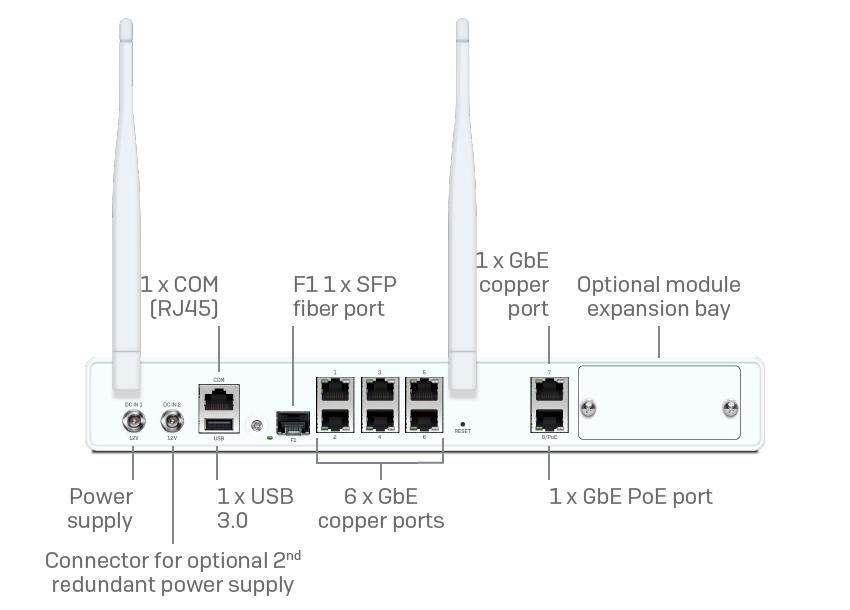 1 x GbE
copper
port
1 x COM
(RJ45)
F1 1 x SFP
fiber port
Optional module
expansion bay
COM
1
3
5
7
DC IN 1
DC IN 2
12V
12V
USB
F1
2
4
6
RESET
8/PoE
Power
supply
1 x USB
3.0
6 x GbE
copper ports
1 x GbE PoE port
Connector for optional 2nd
redundant power supply